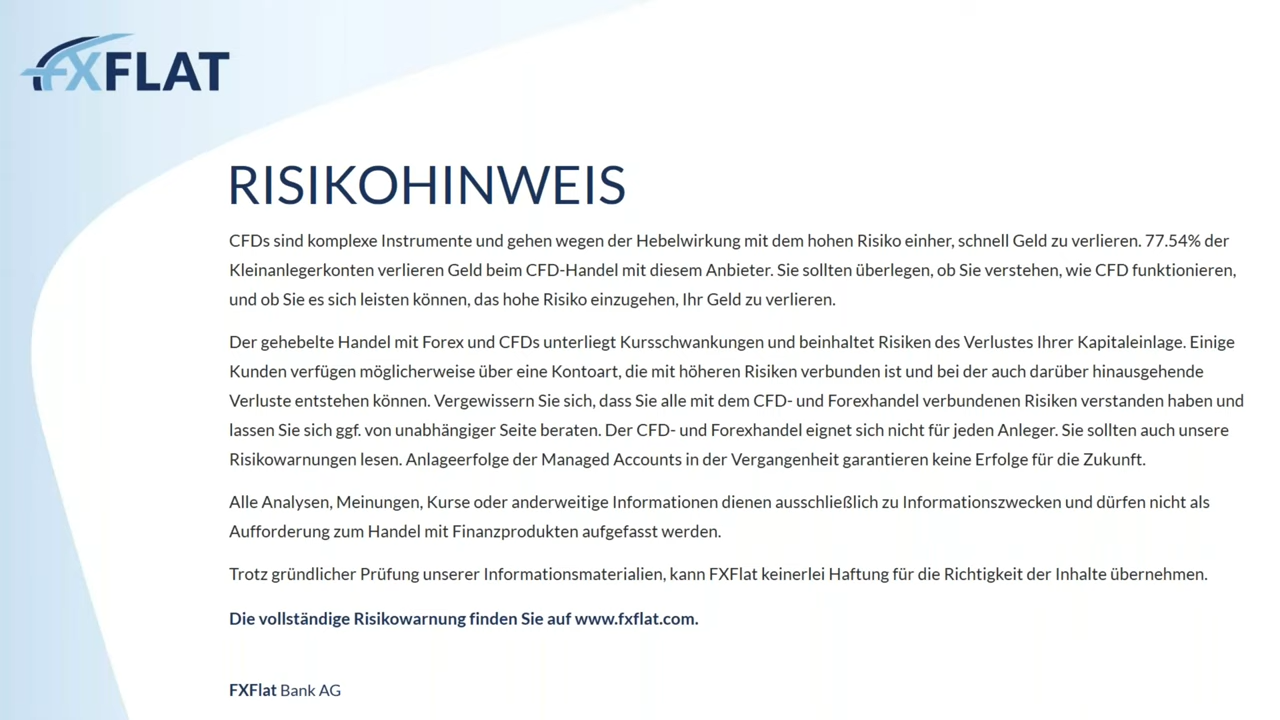 FXFLAT
RISIKOHINWEIS
CFDs sind komplexe Instrumente und gehen wegen der Hebelwirkung mit dem hohen Risiko einher, schnell Geld zu verlieren. 77.54% der
Kleinanlegerkonten verlieren Geld beim CFD-Handel mit diesem Anbieter. Sie sollten überlegen, ob Sie verstehen, wie CFD funktionieren,
und ob Sie es sich leisten können, das hohe Risiko einzugehen, Ihr Geld zu verlieren.
Der gehebelte Handel mit Forex und CFDs unterliegt Kursschwankungen und beinhaltet Risiken des Verlustes Ihrer Kapitaleinlage. Einige
Kunden verfügen möglicherweise über eine Kontoart, die mit höheren Risiken verbunden ist und bei der auch darüber hinausgehende
Verluste entstehen können. Vergewissern Sie sich, dass Sie alle mit dem CFD- und Forexhandel verbundenen Risiken verstanden haben und
lassen Sie sich ggf. von unabhängiger Seite beraten. Der CFD- und Forexhandel eignet sich nicht für jeden Anleger. Sie sollten auch unsere
Risikowarnungen lesen. Anlageerfolge der Managed Accounts in der Vergangenheit garantieren keine Erfolge für die Zukunft.
Alle Analysen, Meinungen, Kurse oder anderweitige Informationen dienen ausschließlich zu Informationszwecken und dürfen nicht als
Aufforderung zum Handel mit Finanzprodukten aufgefasst werden.
Trotz gründlicher Prüfung unserer Informationsmaterialien, kann FXFlat keinerlei Haftung für die Richtigkeit der Inhalte übernehmen.
Die vollständige Risikowarnung finden Sie auf www.fxflat.com.
FXFlat Bank AG